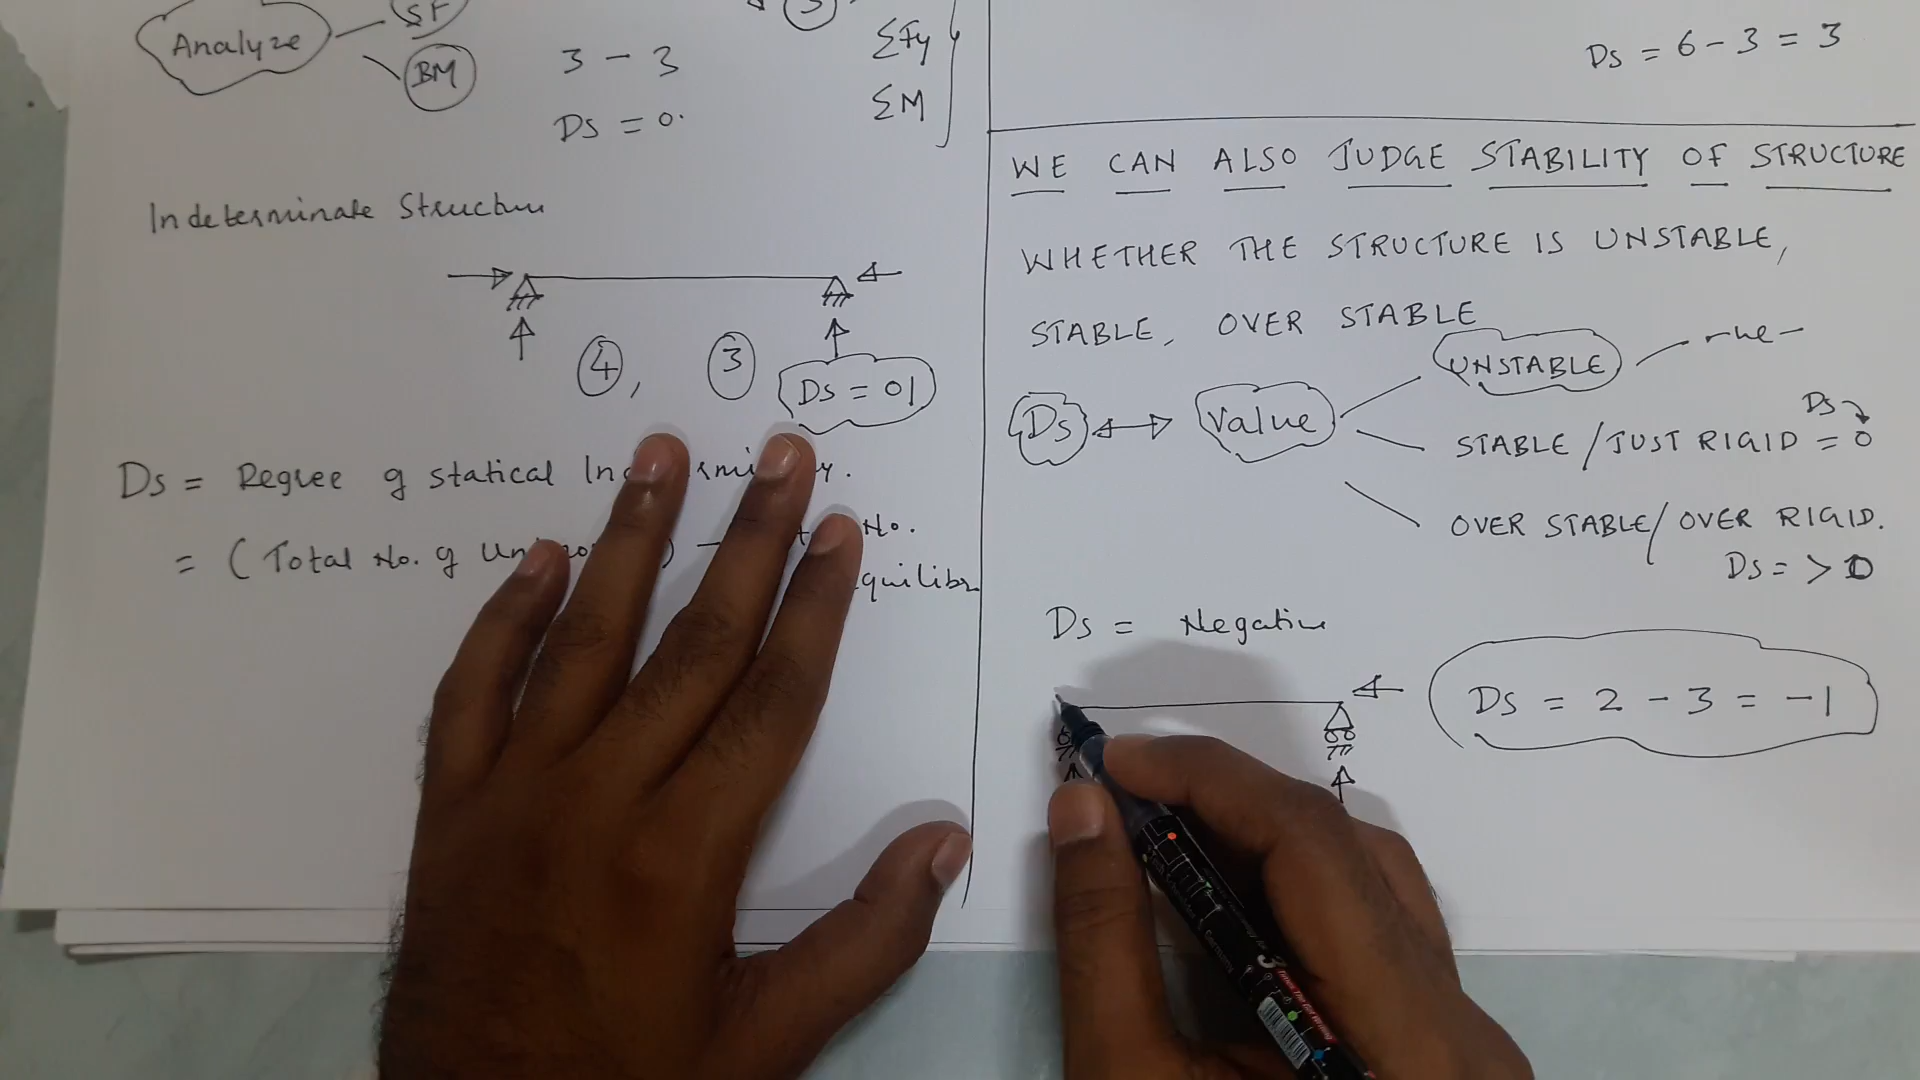 Analyze
SF
BM
3 - 3
Ds = 0.
ΣFy
ΣM
Indeterminate Structure
4, 3
Ds = 01
Ds = Degree of statical
= (Total No. of No.
Ds = 6 - 3 = 3
WE CAN ALSO JUDGE STABILITY OF STRUCTURE
WHETHER THE STRUCTURE IS UNSTABLE,
STABLE, OVER STABLE
UNSTABLE -ve-
Ds
Ds Value
STABLE / JUST RIGID = 0
OVER STABLE/ OVER RIGID.
Ds = > 0
Ds = Negative
Ds = 2 - 3 = -1